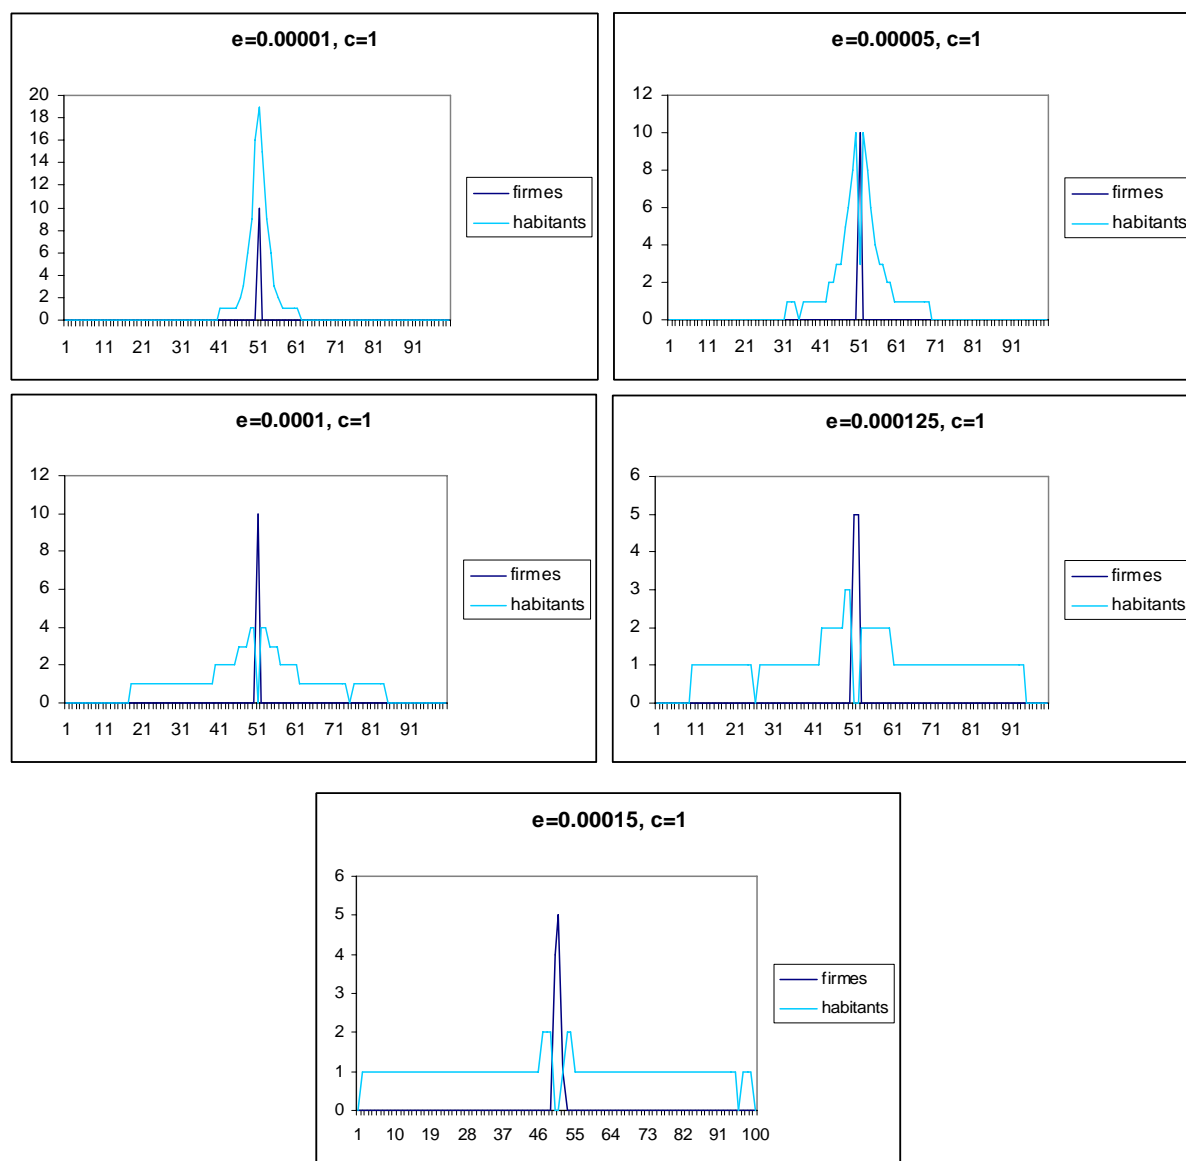 e=0.00001, c=1
20
18
16
14
12
10
8
6
4
2
0
1 11 21 31 41 51 61 71 81 91
firmes
habitants
e=0.00005, c=1
12
10
8
6
4
2
0
1 11 21 31 41 51 61 71 81 91
firmes
habitants
e=0.0001, c=1
12
10
8
6
4
2
0
1 11 21 31 41 51 61 71 81 91
firmes
habitants
e=0.000125, c=1
6
5
4
3
2
1
0
1 11 21 31 41 51 61 71 81 91
firmes
habitants
e=0.00015, c=1
6
5
4
3
2
1
0
1 10 19 28 37 46 55 64 73 82 91 100
firmes
habitants